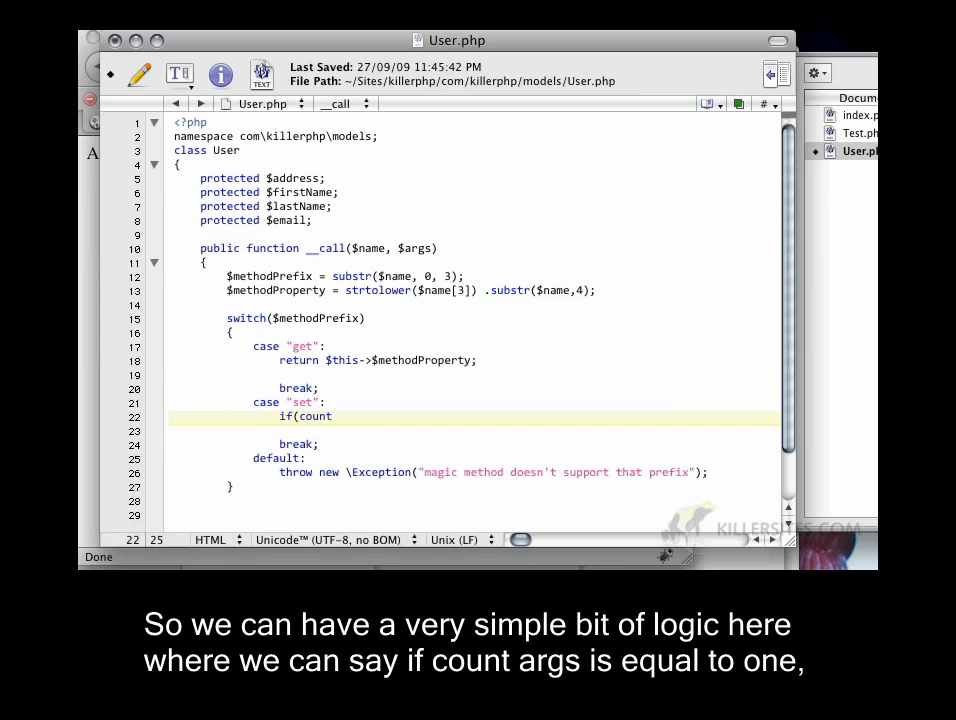 User.php
Last Saved: 27/09/09 11:45:42 PM
File Path: ~/Sites/killerphp/com/killerphp/models/User.php
TEXT
User.php __call #
Docum
index.p
Test.ph
User.ph
A
1 <?php
2 namespace com\killerphp\models;
3 class User
4 {
5 protected $address;
6 protected $firstName;
7 protected $lastName;
8 protected $email;
9
10 public function __call($name, $args)
11 {
12 $methodPrefix = substr($name, 0, 3);
13 $methodProperty = strtolower($name[3]) .substr($name,4);
14
15 switch($methodPrefix)
16 {
17 case "get":
18 return $this->$methodProperty;
19
20 break;
21 case "set":
22 if(count
23
24 break;
25 default:
26 throw new \Exception("magic method doesn't support that prefix");
27 }
28
29
KILLERSITES.COM
22 25 HTML Unicode™ (UTF-8, no BOM) Unix (LF)
Done
So we can have a very simple bit of logic here
where we can say if count args is equal to one,